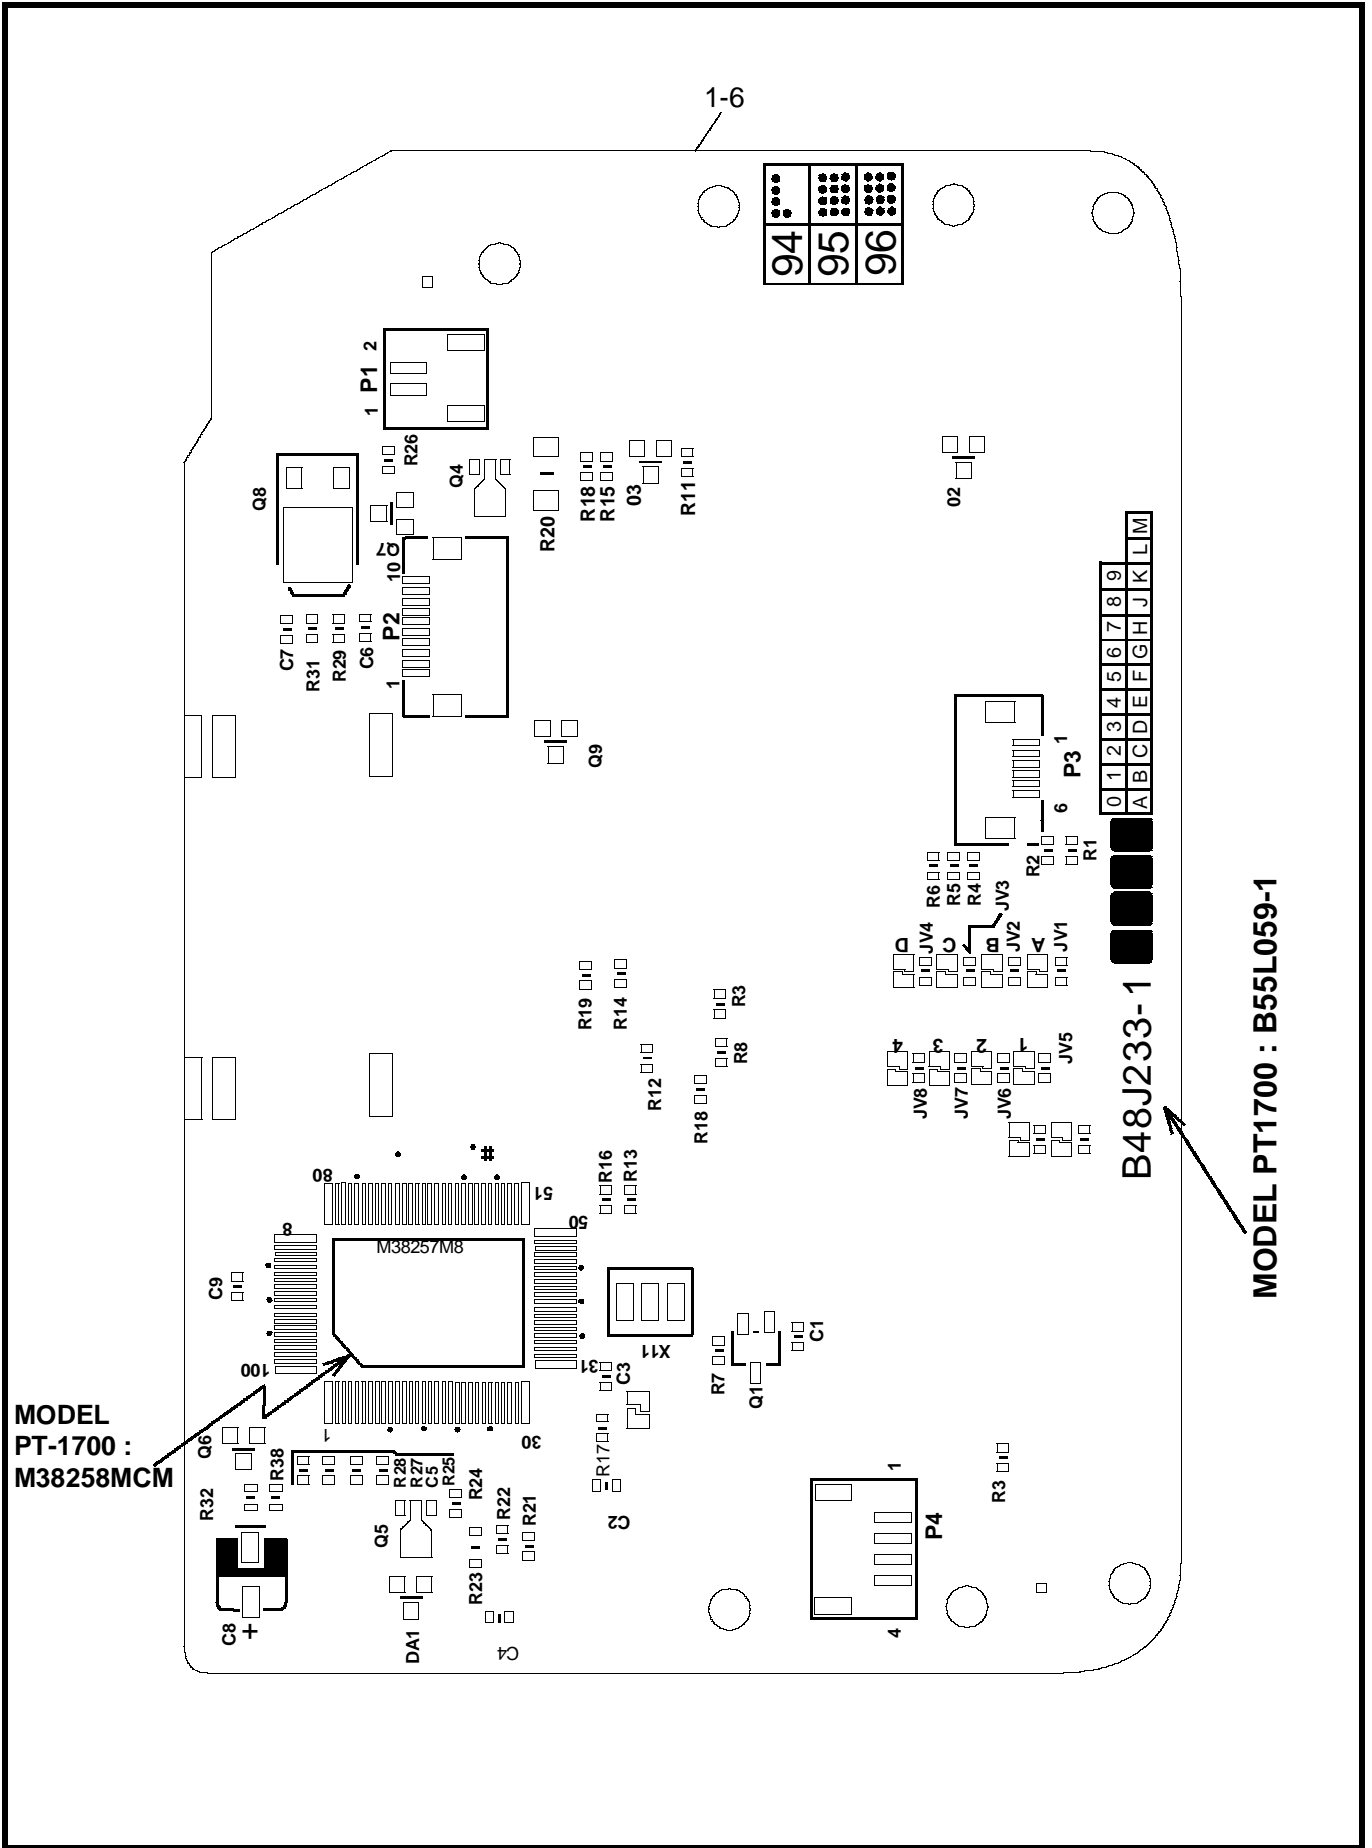 1-6
94
95
96
P1
1
2
R26
Q8
Q4
R20
R18
R15
03
R11
02
Q7
10
P2
1
C7
R31
R29
C6
Q9
0 1 2 3 4 5 6 7 8 9
A B C D E F G H J K L M
P3
1
6
R2
R1
R6
R5
R4
JV3
D
JV4
C
B
JV2
A
JV1
R19
R14
R3
R8
R12
R18
4
3
2
1
JV5
JV8
JV7
JV6
B48J233-1
MODEL PT1700 : B55L059-1
#
80
51
R16
R13
8
50
M38257M8
C9
100
31
X11
C3
R7
Q1
C1
MODEL
PT-1700 :
M38258MCM
1
30
Q6
R38
R32
R28
R27
C5
R25
R24
R22
R21
R17
C2
Q5
R23
R3
1
P4
4
C8
+
DA1
C4